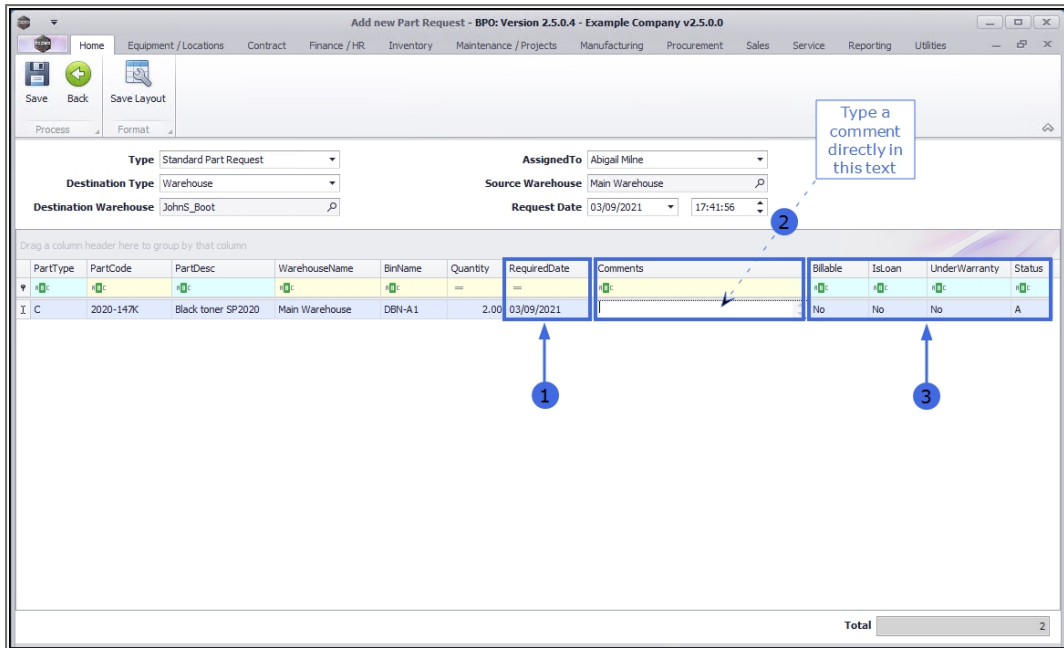 Add new Part Request - BPO: Version 2.5.0.4 - Example Company v2.5.0.0
Home Equipment / Locations Contract Finance / HR Inventory Maintenance / Projects Manufacturing Procurement Sales Service Reporting Utilities
Save Back Save Layout
Process Format
Type a
comment
directly in
this text
Type Standard Part Request AssignedTo Abigail Milne
Destination Type Warehouse Source Warehouse Main Warehouse
Destination Warehouse JohnS_Boot Request Date 03/09/2021 17:41:56
2
Drag a column header here to group by that column
PartType PartCode PartDesc WarehouseName BinName Quantity RequiredDate Comments Billable IsLoan UnderWarranty Status
C 2020-147K Black toner SP2020 Main Warehouse DBN-A1 2.00 03/09/2021 No No No A
1 3
Total 2